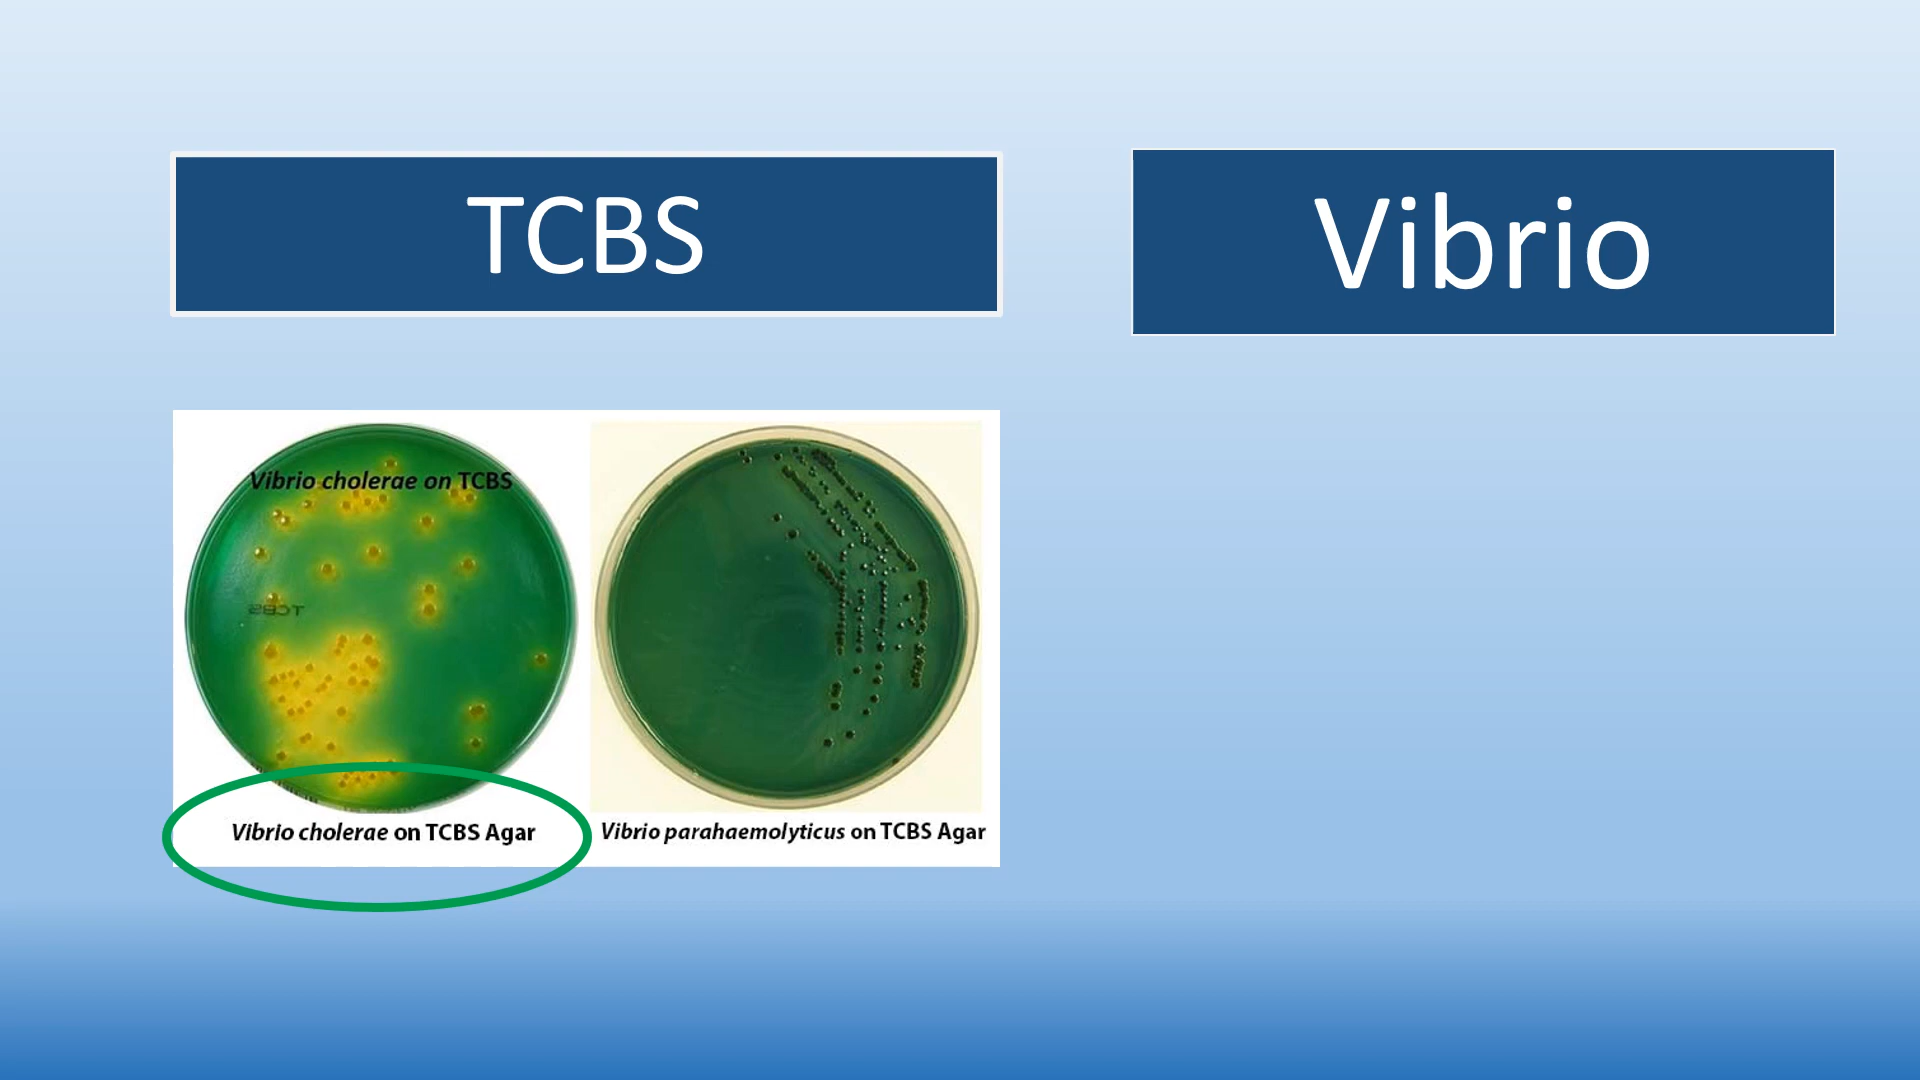 TCBS
Vibrio
Vibrio cholerae on TCBS
TCBS
Vibrio cholerae on TCBS Agar
Vibrio parahaemolyticus on TCBS Agar